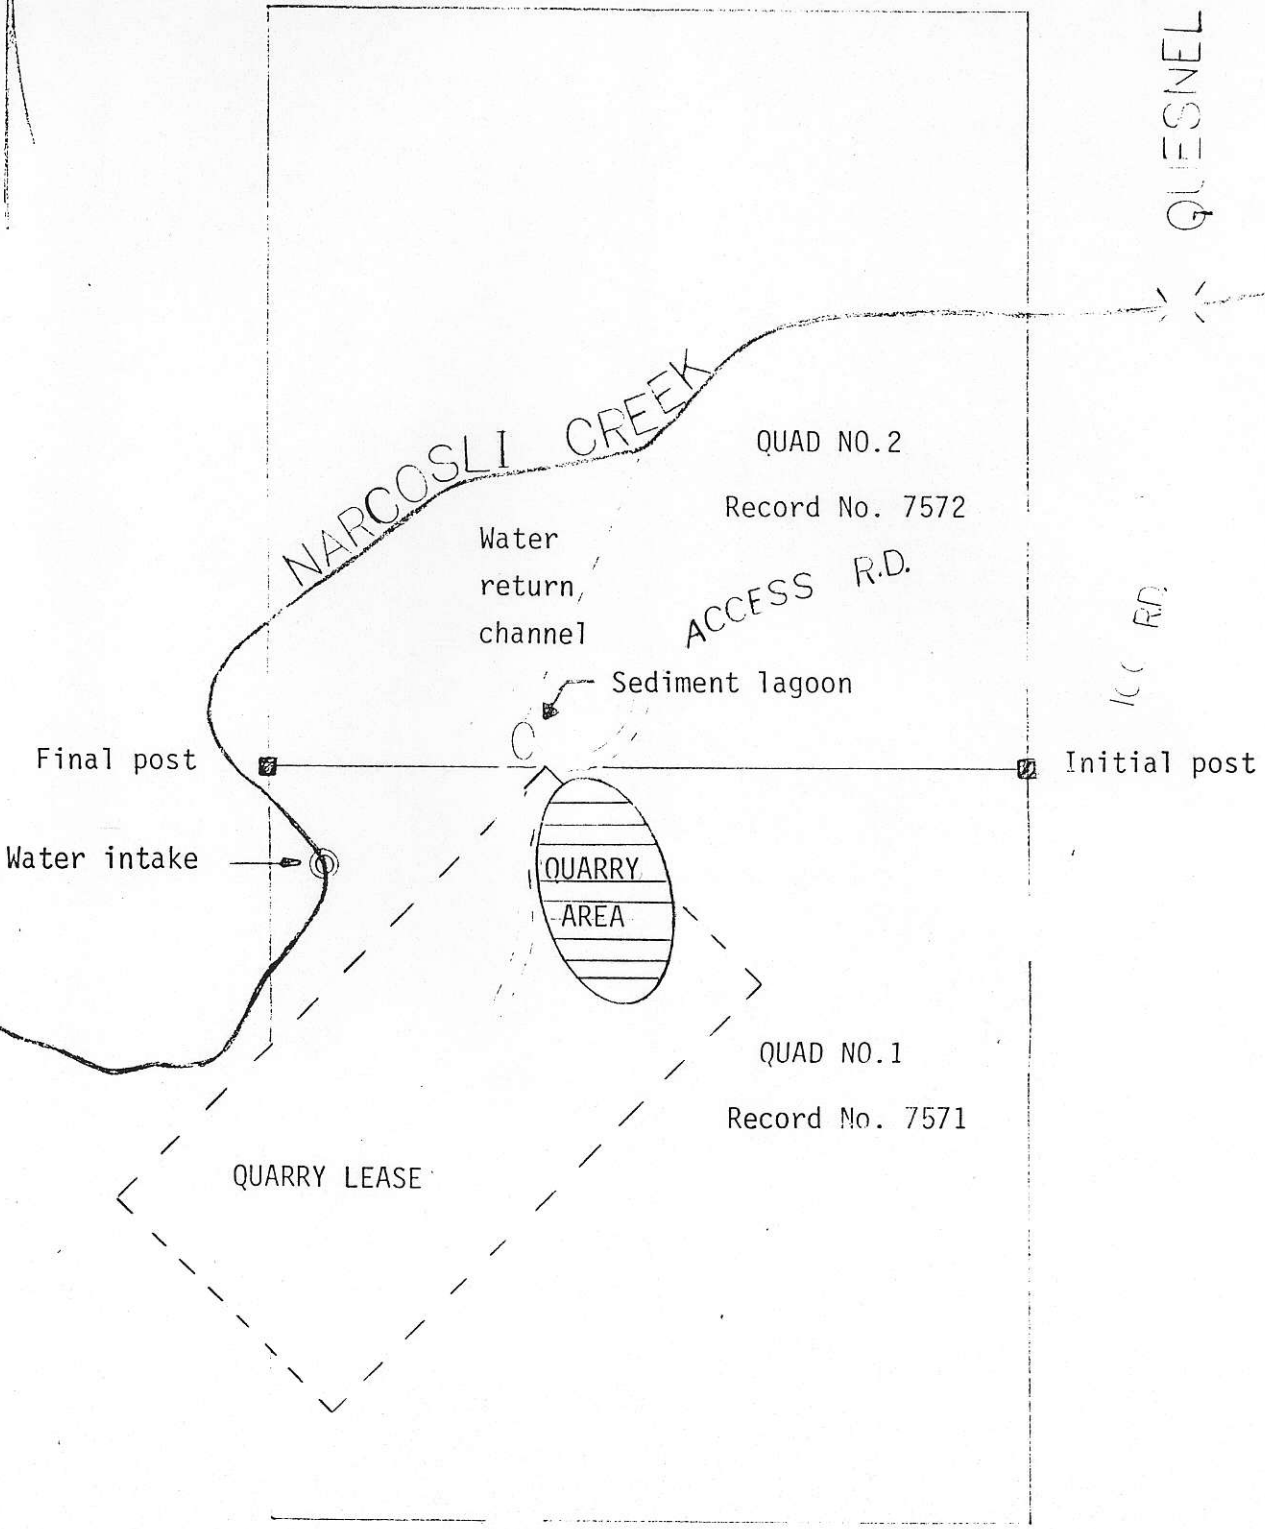 QUESNEL
NARCOSLI CREEK
QUAD NO.2
Record No. 7572
Water
return
channel
ACCESS R.D.
RD
Sediment lagoon
Final post
Initial post
Water intake
QUARRY
AREA
QUAD NO.1
Record No. 7571
QUARRY LEASE